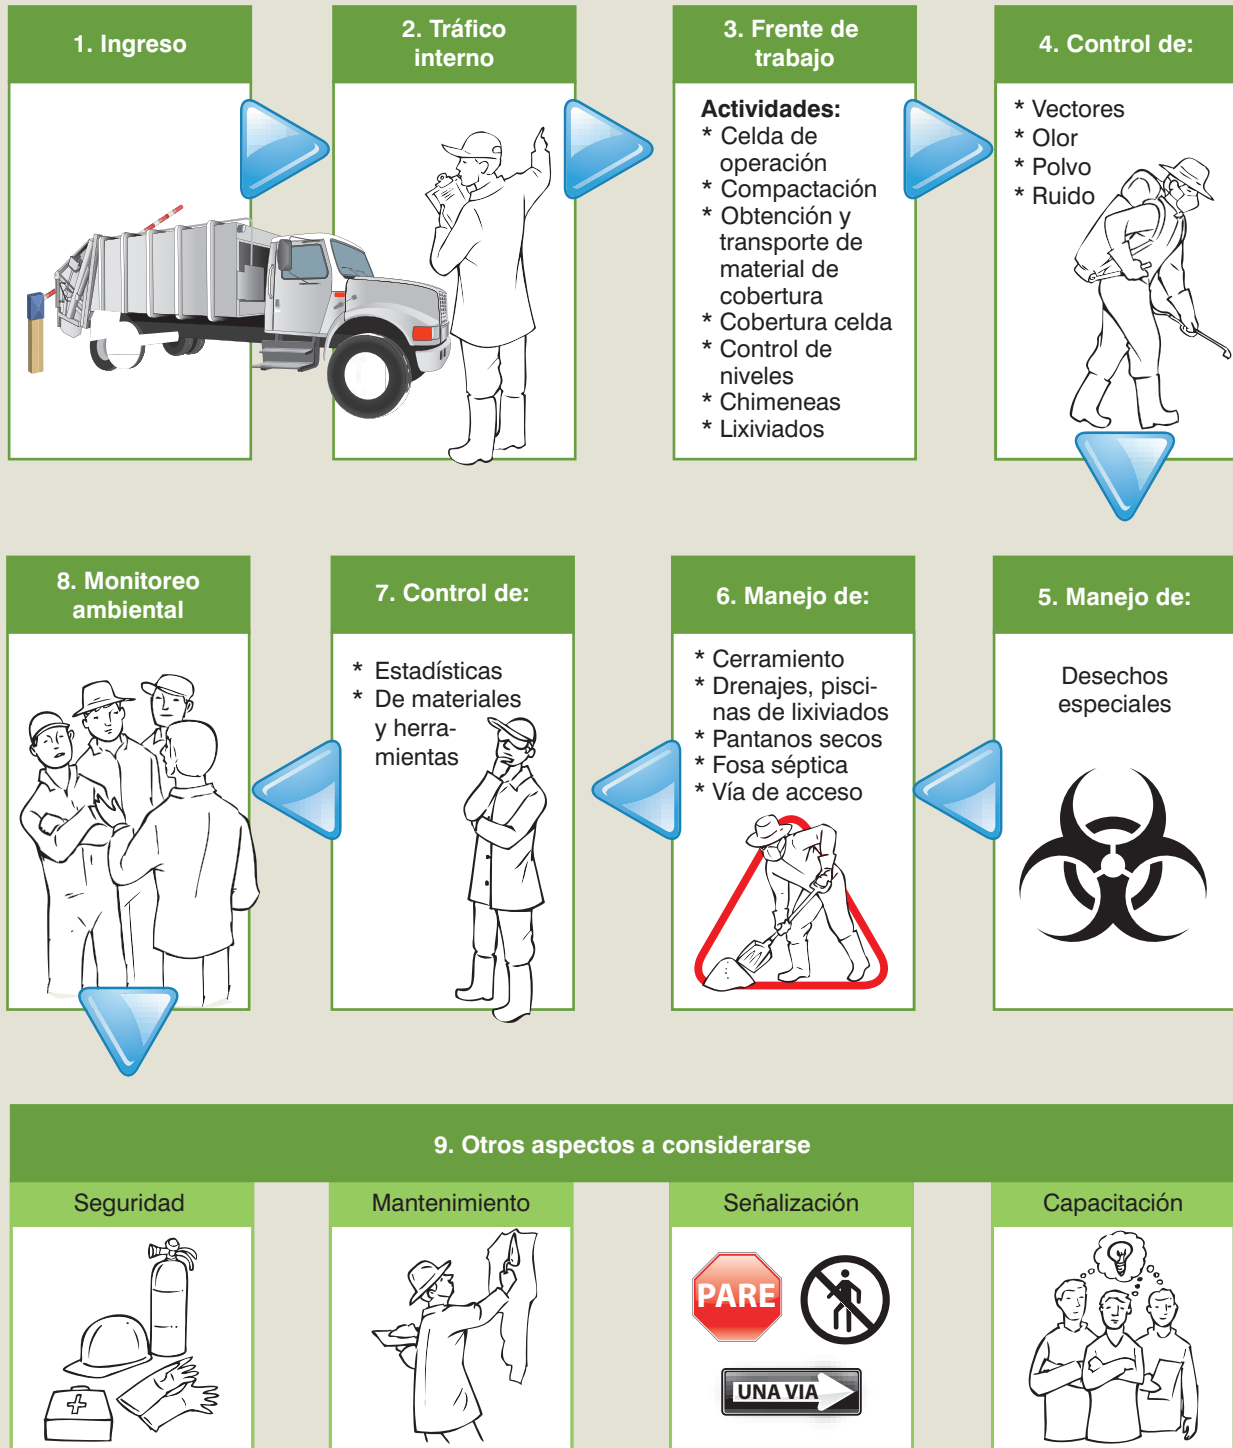 1. Ingreso
2. Tráfico
interno
3. Frente de
trabajo
Actividades:
* Celda de
operación
* Compactación
* Obtención y
transporte de
material de
cobertura
* Cobertura celda
* Control de
niveles
* Chimeneas
* Lixiviados
4. Control de:
* Vectores
* Olor
* Polvo
* Ruido
5. Manejo de:
Desechos
especiales
6. Manejo de:
* Cerramiento
* Drenajes, pisci-
nas de lixiviados
* Pantanos secos
* Fosa séptica
* Vía de acceso
7. Control de:
* Estadísticas
* De materiales
y herra-
mientas
8. Monitoreo
ambiental
9. Otros aspectos a considerarse
Seguridad
Mantenimiento
Señalización
PARE
UNA VIA
Capacitación